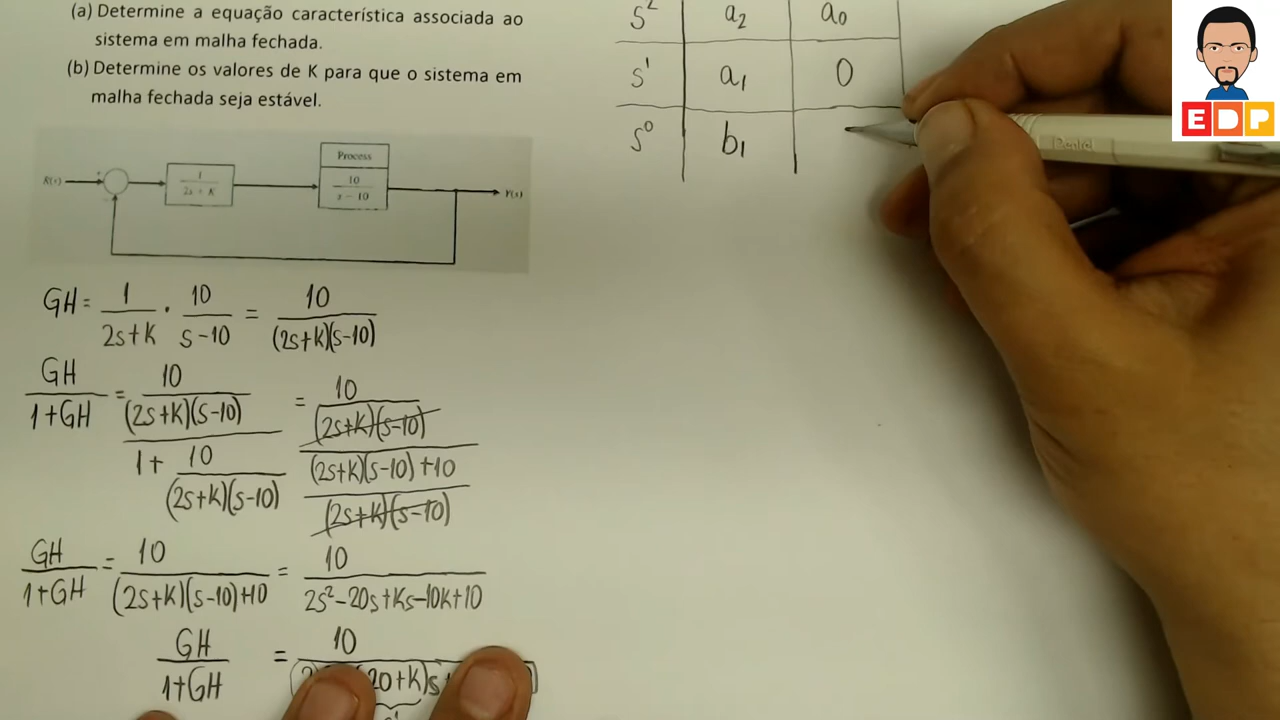 (a) Determine a equação característica associada ao
sistema em malha fechada.
(b) Determine os valores de K para que o sistema em
malha fechada seja estável.
R(s) 1/(2s + K) Process 10/(s − 10) Y(s)
GH = 1/(2s+k) · 10/(s-10) = 10/((2s+k)(s-10))
GH/(1+GH) = (10/((2s+k)(s-10)))/(1 + 10/((2s+k)(s-10))) = (10/((2s+k)(s-10)))/(((2s+k)(s-10)+10)/((2s+k)(s-10)))
GH/(1+GH) = 10/((2s+k)(s-10)+10) = 10/(2s²-20s+ks-10k+10)
GH/(1+GH) = 10/ 20+k)s
s² a₂ a₀
s¹ a₁ 0
s⁰ b₁
Pentel
EDP